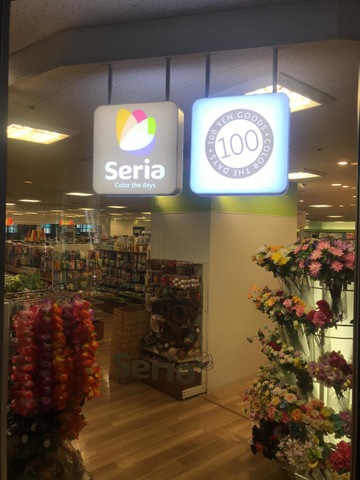 Seria
Color the days
100 YEN GOODS • COLOR THE DAYS •
100
Seria